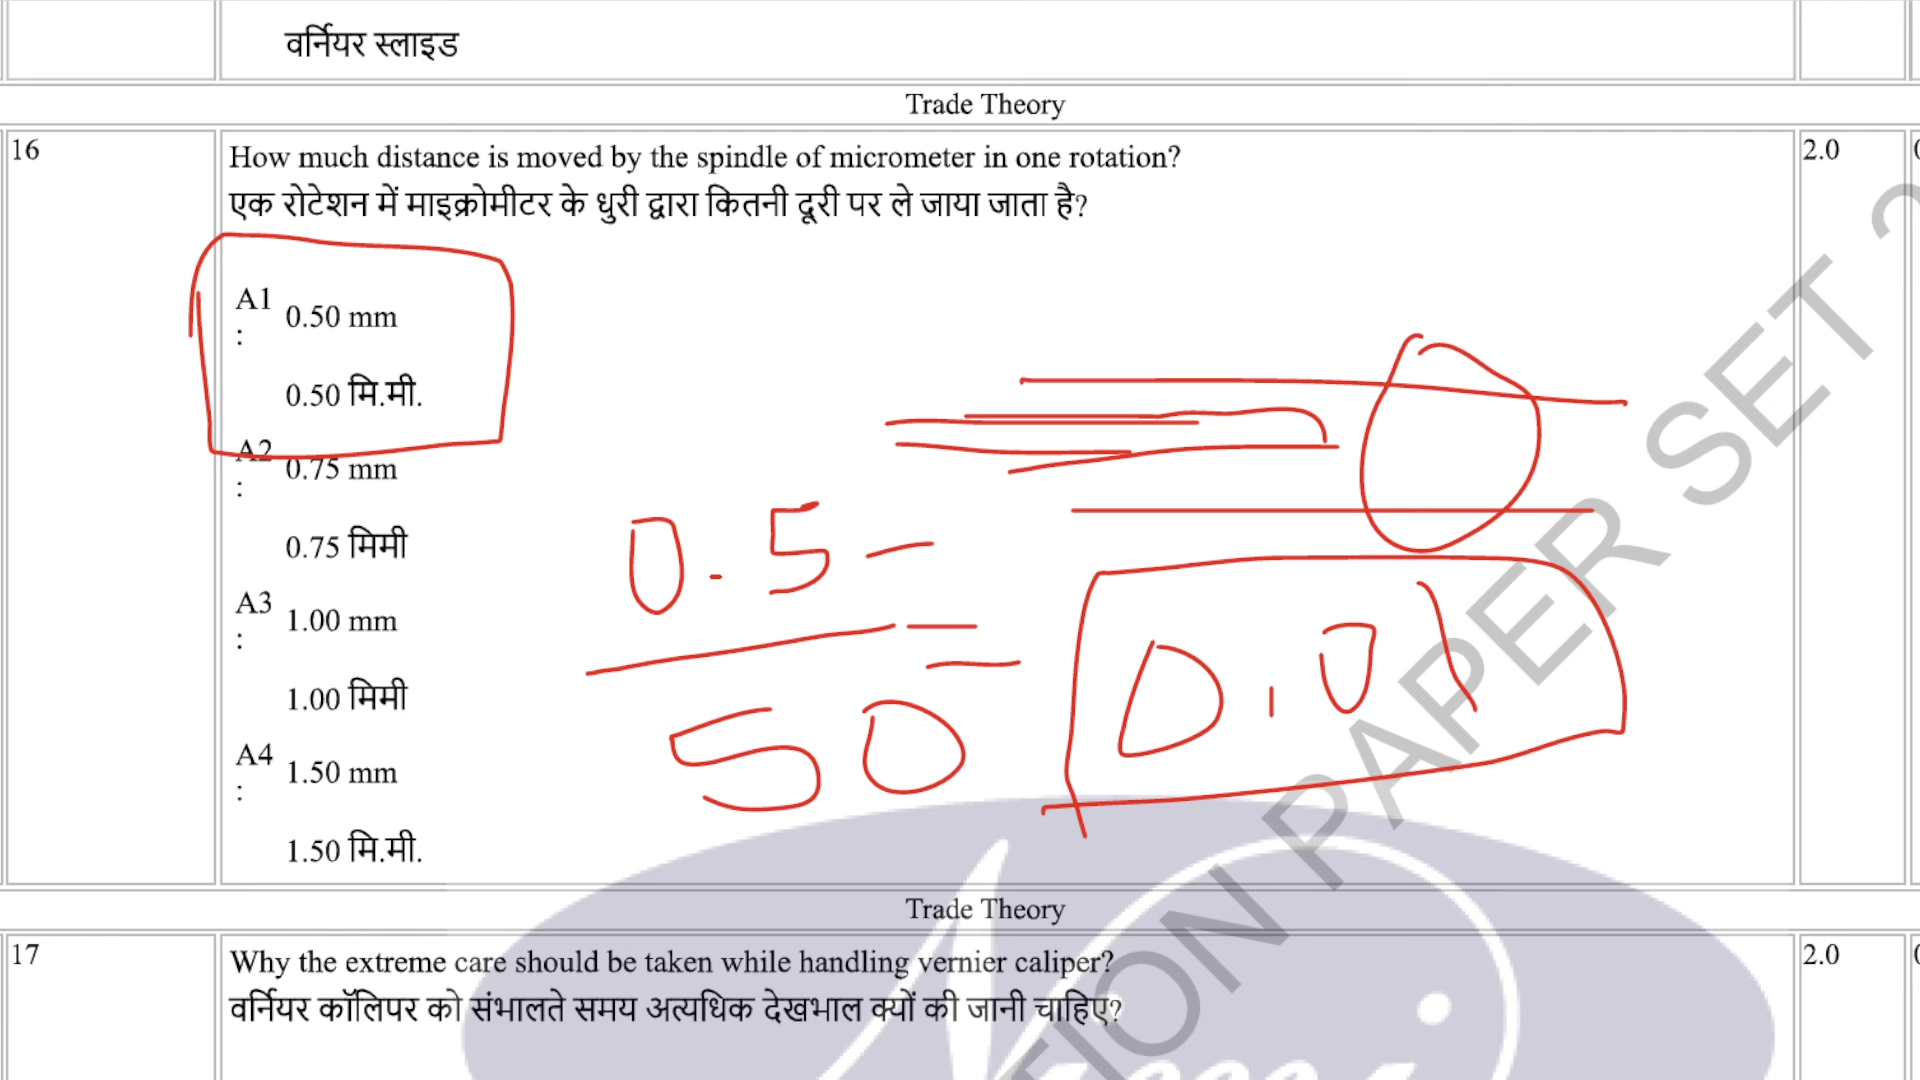 वर्नियर स्लाइड
Trade Theory
16
How much distance is moved by the spindle of micrometer in one rotation?
2.0
एक रोटेशन में माइक्रोमीटर के धुरी द्वारा कितनी दूरी पर ले जाया जाता है?
A1
:
0.50 mm
0.50 मि.मी.
A2
:
0.75 mm
0.75 मिमी
A3
:
1.00 mm
1.00 मिमी
A4
:
1.50 mm
1.50 मि.मी.
0.5
50
=
0.01
Trade Theory
17
Why the extreme care should be taken while handling vernier caliper?
2.0
वर्नियर कॉलिपर को संभालते समय अत्यधिक देखभाल क्यों की जानी चाहिए?
TION PAPER SET